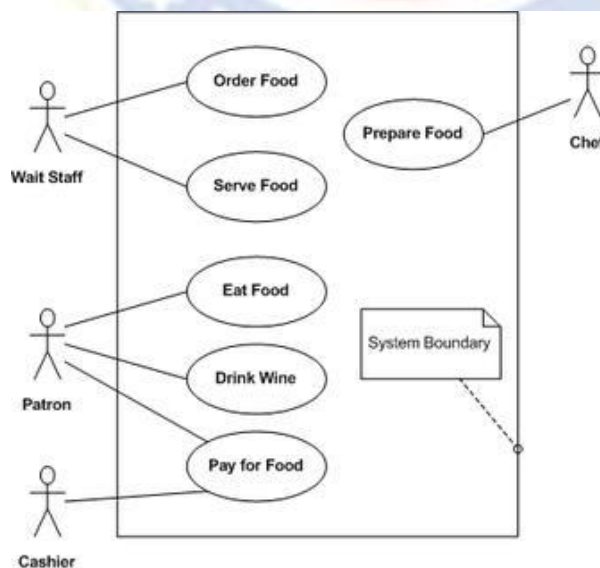 Order Food
Prepare Food
Wait Staff
Chef
Serve Food
Eat Food
System Boundary
Drink Wine
Patron
Pay for Food
Cashier